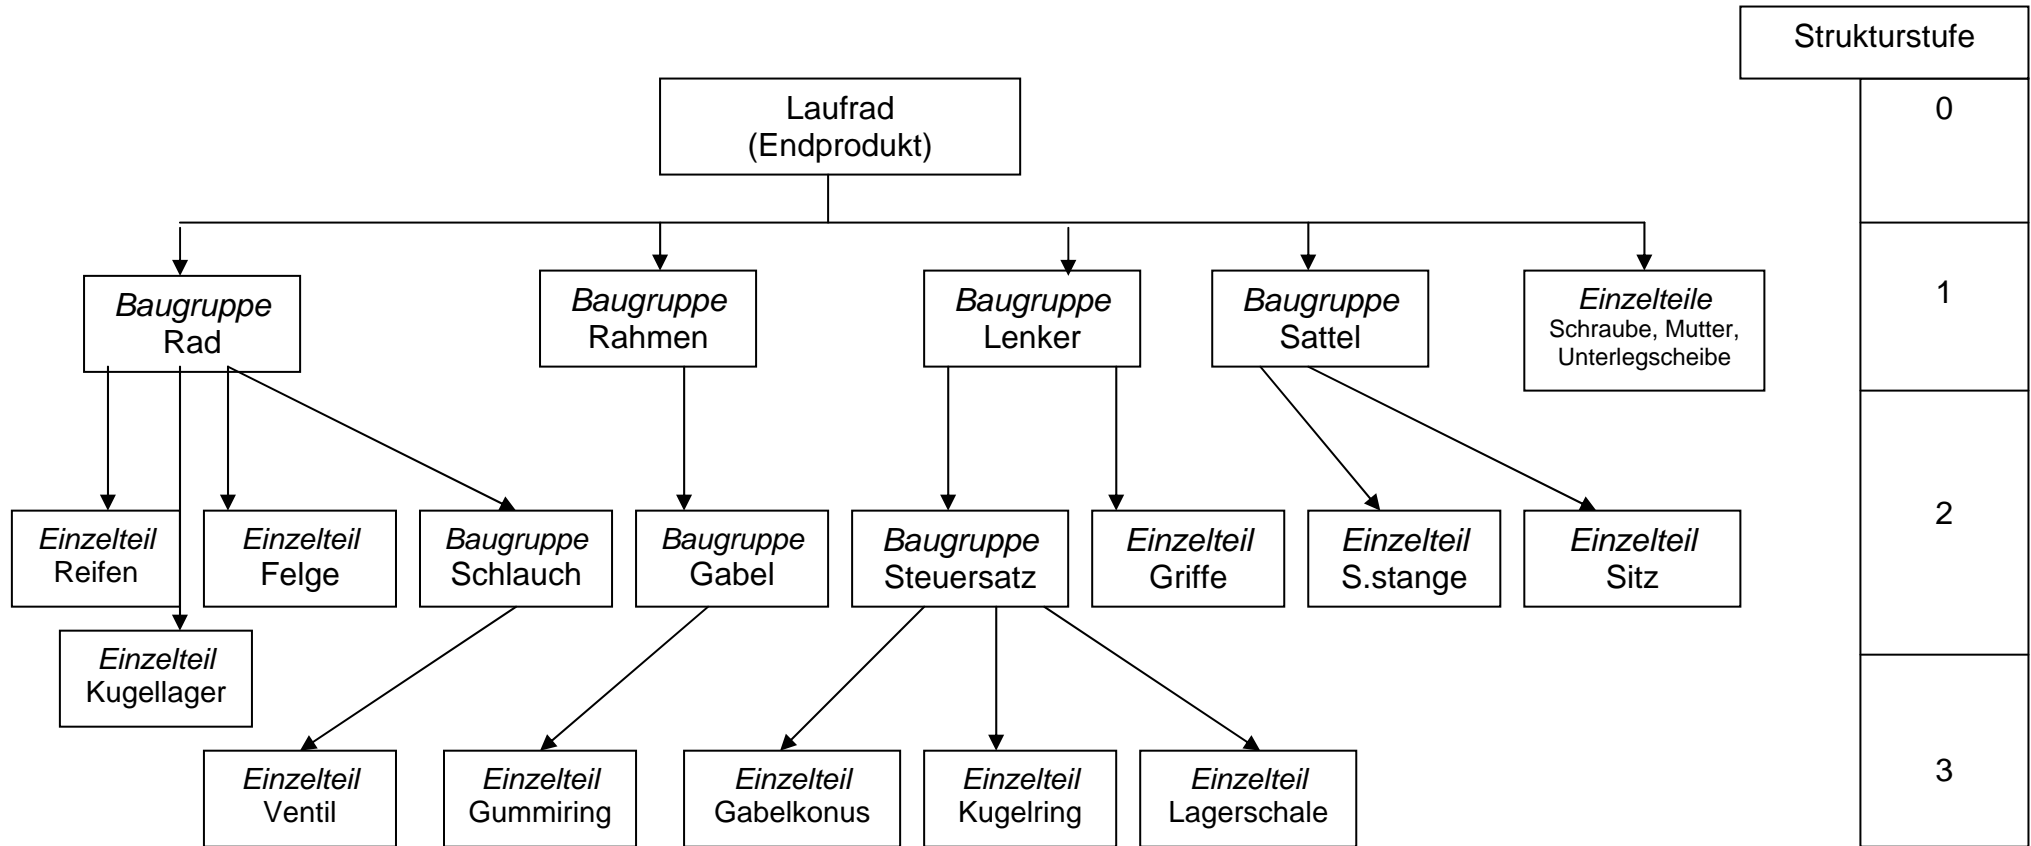 Strukturstufe
Laufrad
(Endprodukt)
0
Baugruppe
Rad
Baugruppe
Rahmen
Baugruppe
Lenker
Baugruppe
Sattel
Einzelteile
Schraube, Mutter,
Unterlegscheibe
1
Einzelteil
Reifen
Einzelteil
Felge
Baugruppe
Schlauch
Baugruppe
Gabel
Baugruppe
Steuersatz
Einzelteil
Griffe
Einzelteil
S.stange
Einzelteil
Sitz
2
Einzelteil
Kugellager
Einzelteil
Ventil
Einzelteil
Gummiring
Einzelteil
Gabelkonus
Einzelteil
Kugelring
Einzelteil
Lagerschale
3